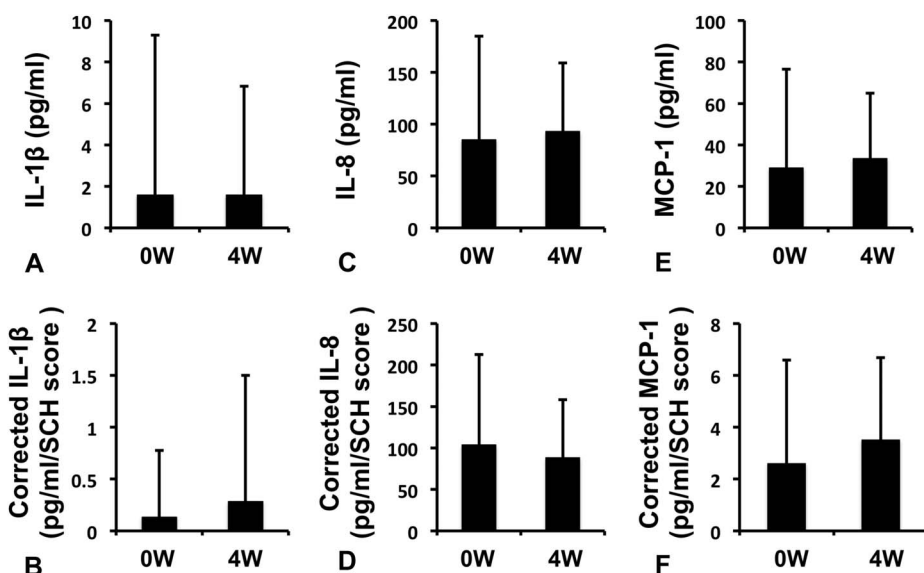 IL-1β (pg/ml)
10
8
6
4
2
0
0W 4W
A
IL-8 (pg/ml)
200
150
100
50
0
0W 4W
C
MCP-1 (pg/ml)
100
80
60
40
20
0
0W 4W
E
Corrected IL-1β
(pg/ml/SCH score )
2
1.5
1
0.5
0
0W 4W
B
Corrected IL-8
(pg/ml/SCH score )
250
200
150
100
50
0
0W 4W
D
Corrected MCP-1
(pg/ml/SCH score )
8
6
4
2
0
0W 4W
F